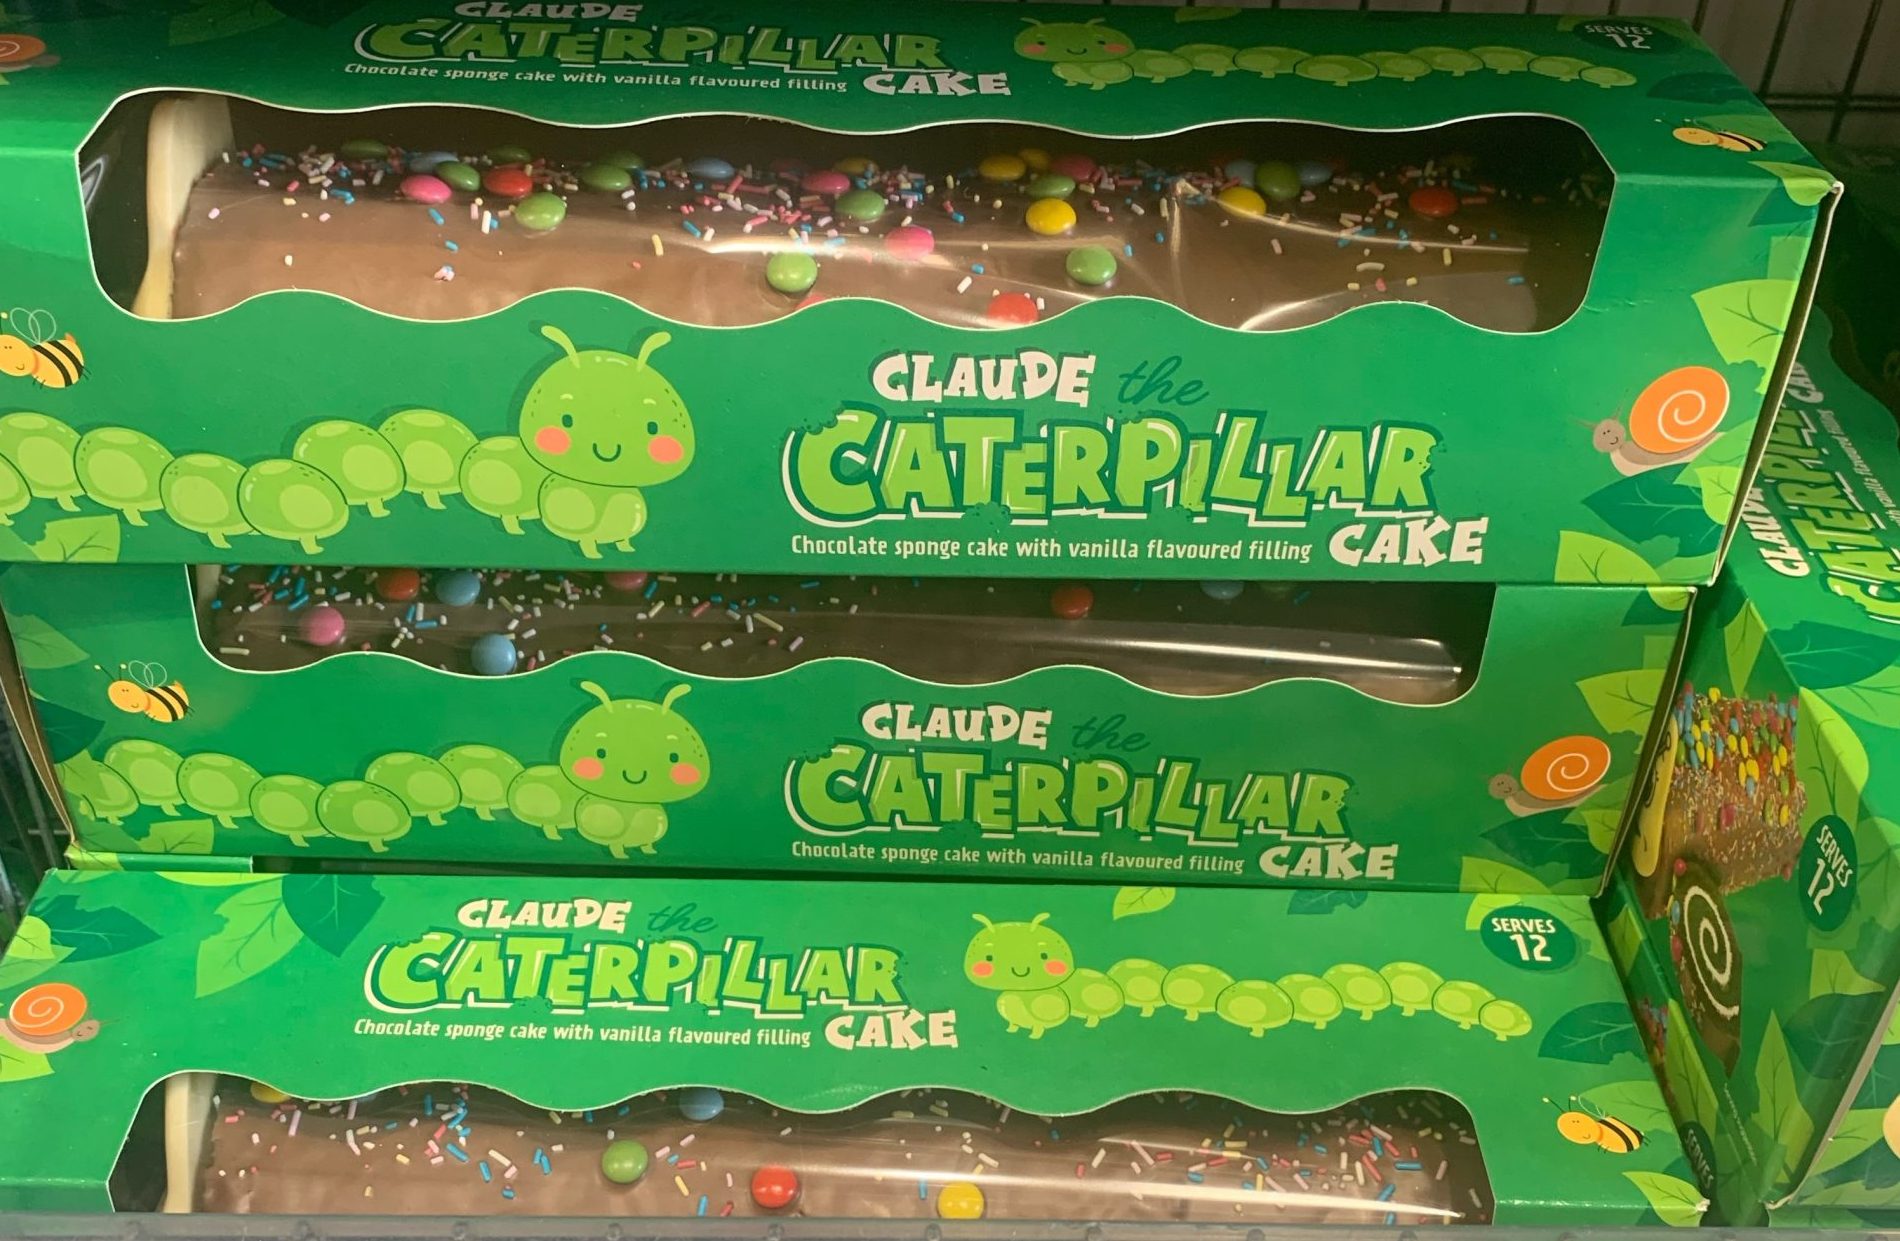 CLAUDE the
CATERPILLAR
Chocolate sponge cake with vanilla flavoured filling CAKE
SERVES
12
CLAUDE the
CATERPILLAR
Chocolate sponge cake with vanilla flavoured filling CAKE
CLAUDE the
CATERPILLAR
Chocolate sponge cake with vanilla flavoured filling CAKE
CLAUDE the
CATERPILLAR
Chocolate sponge cake with vanilla flavoured filling CAKE
SERVES
12
SERVES
12
SERVES